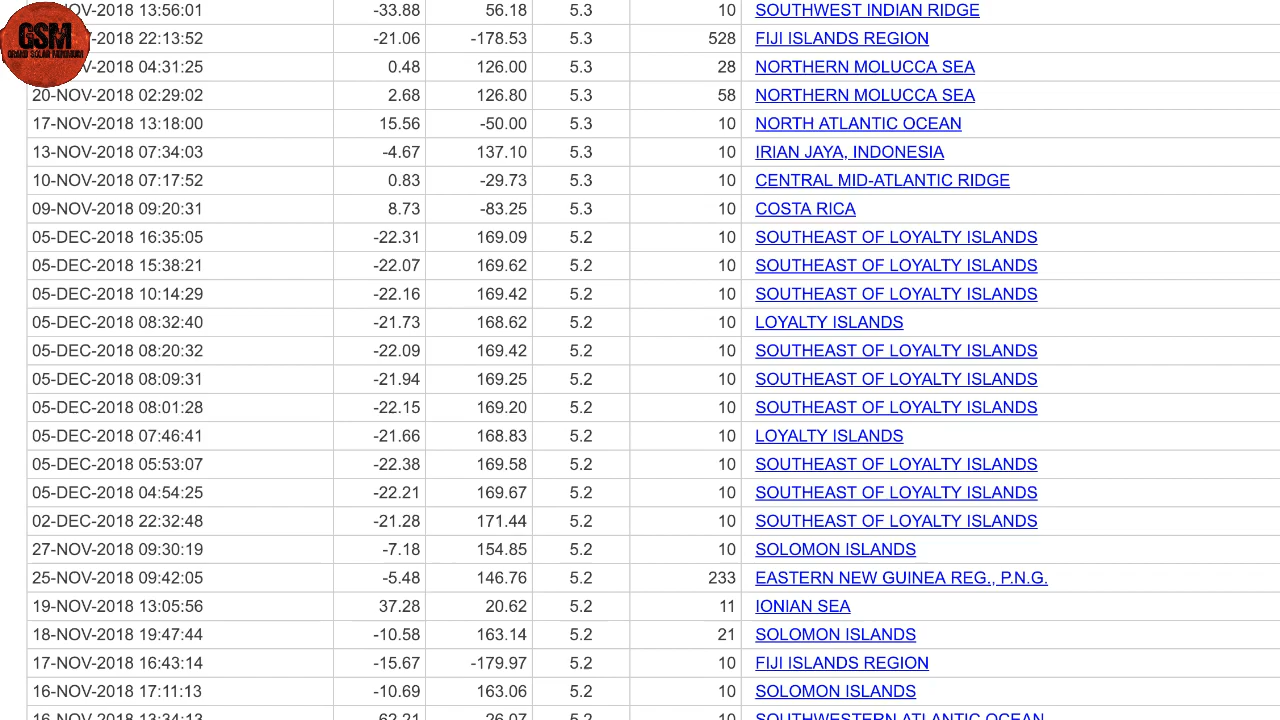 GSM
GRAND SOLAR MINIMUM
NOV-2018 13:56:01 -33.88 56.18 5.3 10 SOUTHWEST INDIAN RIDGE
V-2018 22:13:52 -21.06 -178.53 5.3 528 FIJI ISLANDS REGION
V-2018 04:31:25 0.48 126.00 5.3 28 NORTHERN MOLUCCA SEA
20-NOV-2018 02:29:02 2.68 126.80 5.3 58 NORTHERN MOLUCCA SEA
17-NOV-2018 13:18:00 15.56 -50.00 5.3 10 NORTH ATLANTIC OCEAN
13-NOV-2018 07:34:03 -4.67 137.10 5.3 10 IRIAN JAYA, INDONESIA
10-NOV-2018 07:17:52 0.83 -29.73 5.3 10 CENTRAL MID-ATLANTIC RIDGE
09-NOV-2018 09:20:31 8.73 -83.25 5.3 10 COSTA RICA
05-DEC-2018 16:35:05 -22.31 169.09 5.2 10 SOUTHEAST OF LOYALTY ISLANDS
05-DEC-2018 15:38:21 -22.07 169.62 5.2 10 SOUTHEAST OF LOYALTY ISLANDS
05-DEC-2018 10:14:29 -22.16 169.42 5.2 10 SOUTHEAST OF LOYALTY ISLANDS
05-DEC-2018 08:32:40 -21.73 168.62 5.2 10 LOYALTY ISLANDS
05-DEC-2018 08:20:32 -22.09 169.42 5.2 10 SOUTHEAST OF LOYALTY ISLANDS
05-DEC-2018 08:09:31 -21.94 169.25 5.2 10 SOUTHEAST OF LOYALTY ISLANDS
05-DEC-2018 08:01:28 -22.15 169.20 5.2 10 SOUTHEAST OF LOYALTY ISLANDS
05-DEC-2018 07:46:41 -21.66 168.83 5.2 10 LOYALTY ISLANDS
05-DEC-2018 05:53:07 -22.38 169.58 5.2 10 SOUTHEAST OF LOYALTY ISLANDS
05-DEC-2018 04:54:25 -22.21 169.67 5.2 10 SOUTHEAST OF LOYALTY ISLANDS
02-DEC-2018 22:32:48 -21.28 171.44 5.2 10 SOUTHEAST OF LOYALTY ISLANDS
27-NOV-2018 09:30:19 -7.18 154.85 5.2 10 SOLOMON ISLANDS
25-NOV-2018 09:42:05 -5.48 146.76 5.2 233 EASTERN NEW GUINEA REG., P.N.G.
19-NOV-2018 13:05:56 37.28 20.62 5.2 11 IONIAN SEA
18-NOV-2018 19:47:44 -10.58 163.14 5.2 21 SOLOMON ISLANDS
17-NOV-2018 16:43:14 -15.67 -179.97 5.2 10 FIJI ISLANDS REGION
16-NOV-2018 17:11:13 -10.69 163.06 5.2 10 SOLOMON ISLANDS
16-NOV-2018 13:34:13 62.21 26.07 5.2 10 SOUTHWESTERN ATLANTIC OCEAN